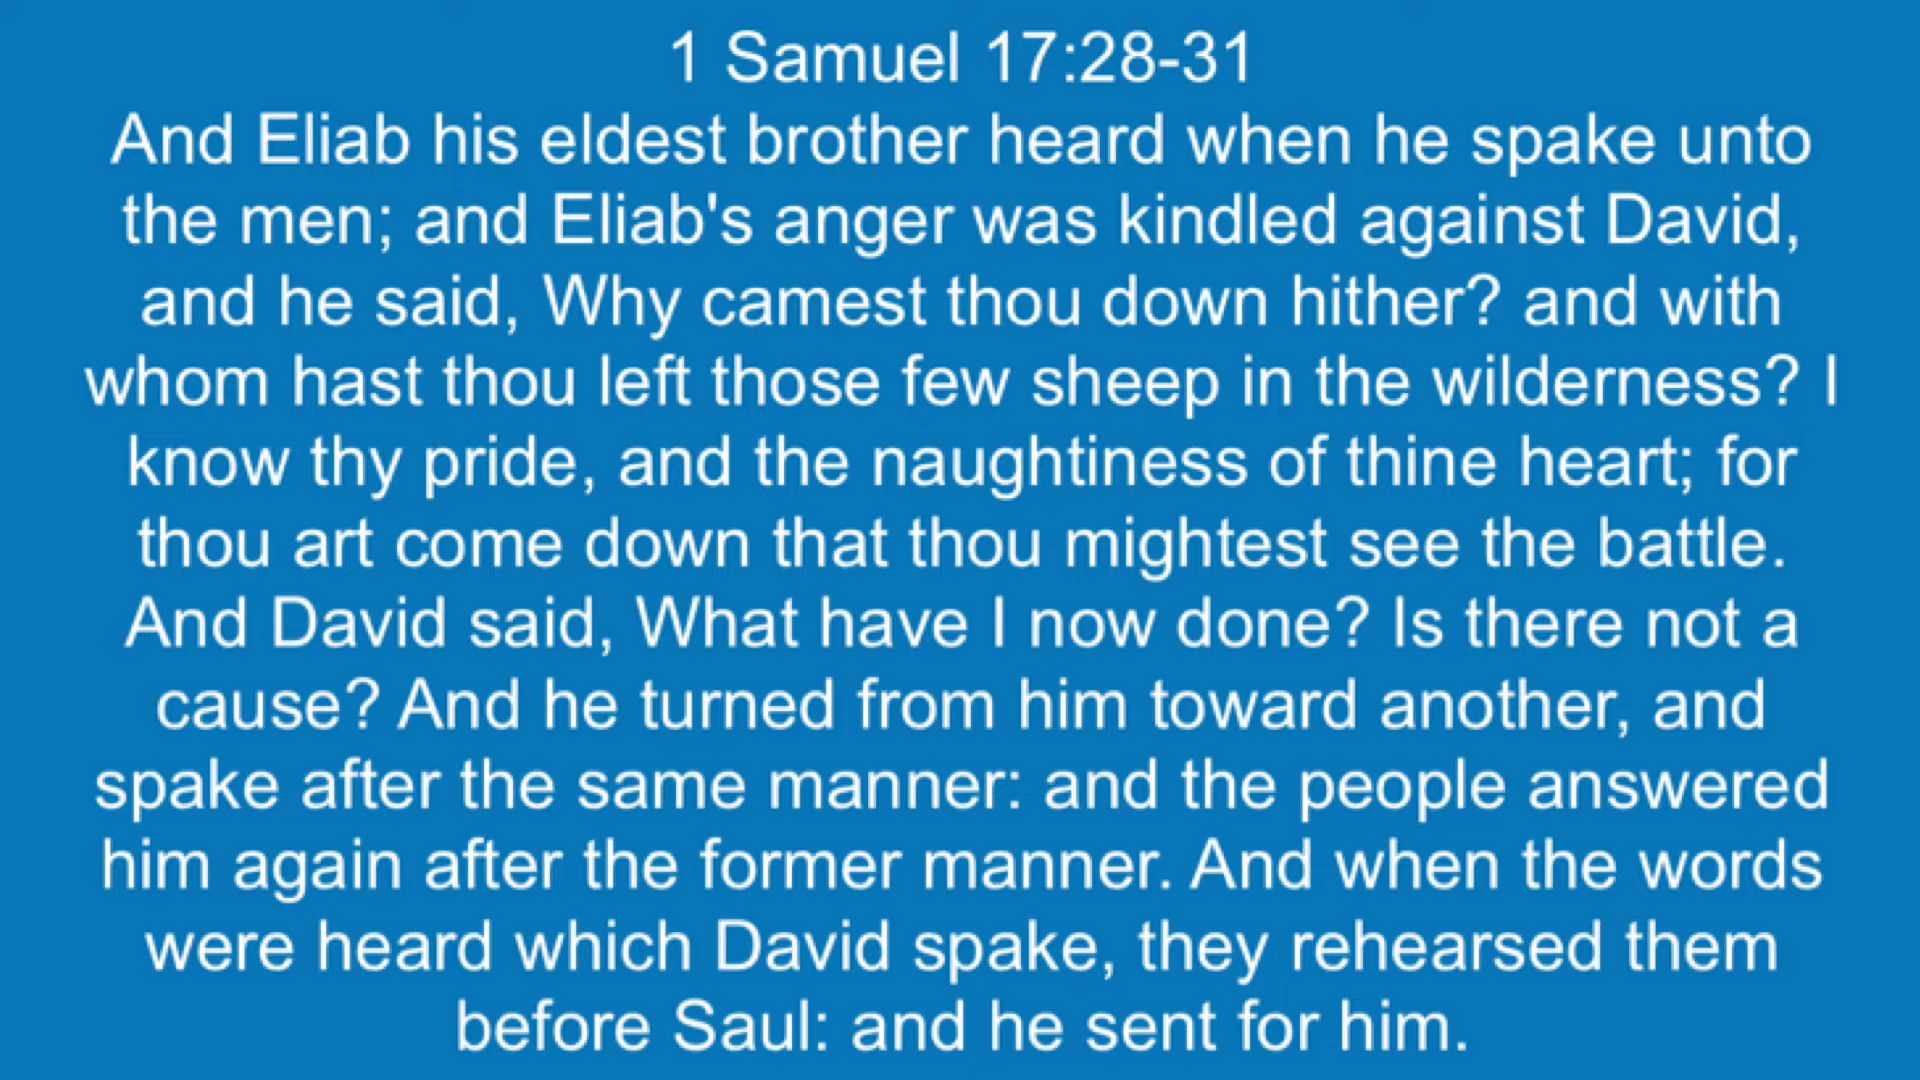 1 Samuel 17:28-31
And Eliab his eldest brother heard when he spake unto
the men; and Eliab's anger was kindled against David,
and he said, Why camest thou down hither? and with
whom hast thou left those few sheep in the wilderness? I
know thy pride, and the naughtiness of thine heart; for
thou art come down that thou mightest see the battle.
And David said, What have I now done? Is there not a
cause? And he turned from him toward another, and
spake after the same manner: and the people answered
him again after the former manner. And when the words
were heard which David spake, they rehearsed them
before Saul: and he sent for him.